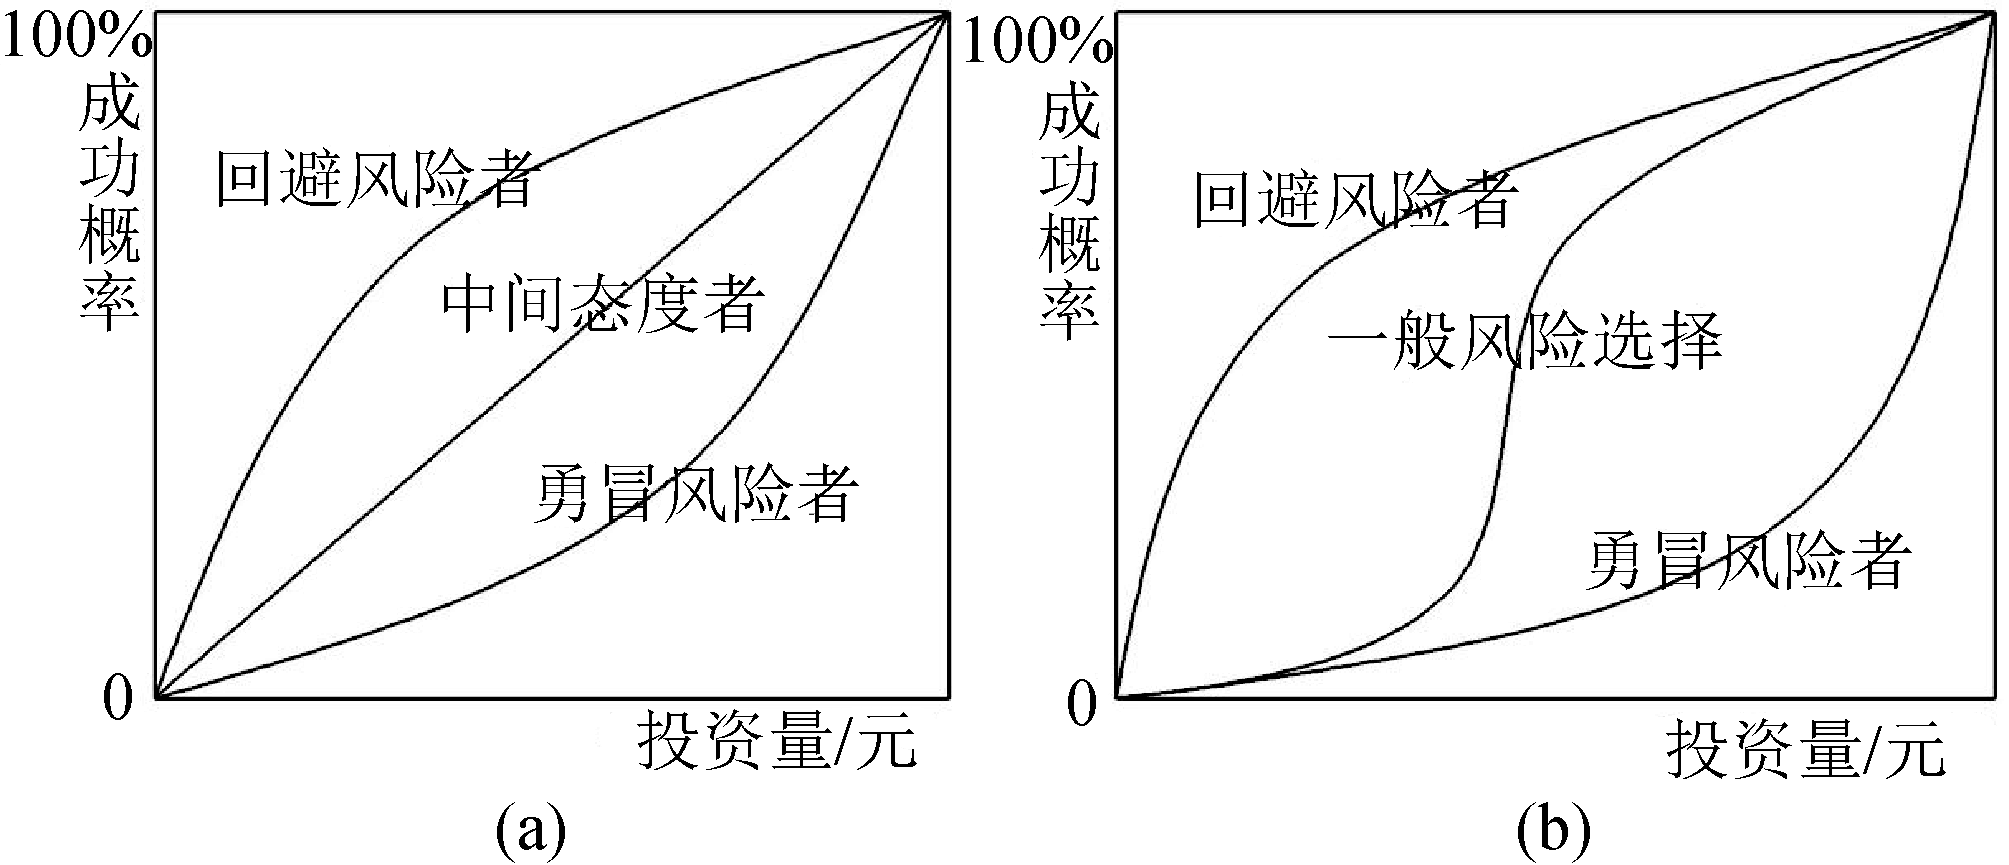 100%
成功概率
回避风险者
中间态度者
勇冒风险者
0
投资量/元
(a)
100%
成功概率
回避风险者
一般风险选择
勇冒风险者
0
投资量/元
(b)